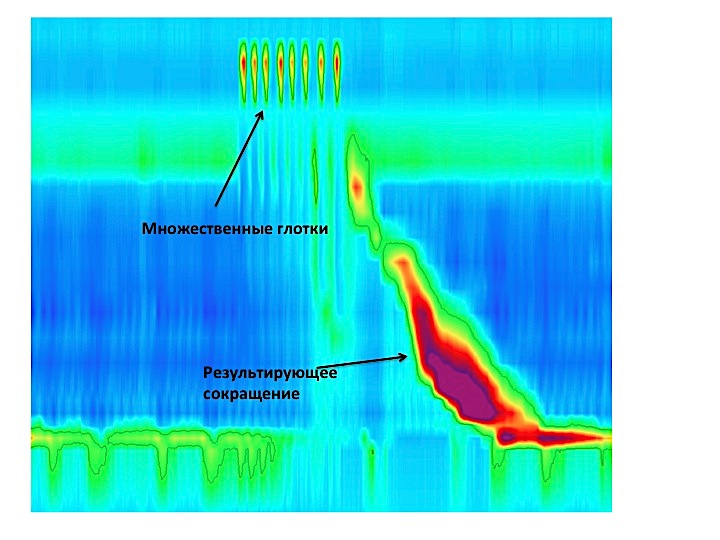 Множественные глотки
Результирующее
сокращение